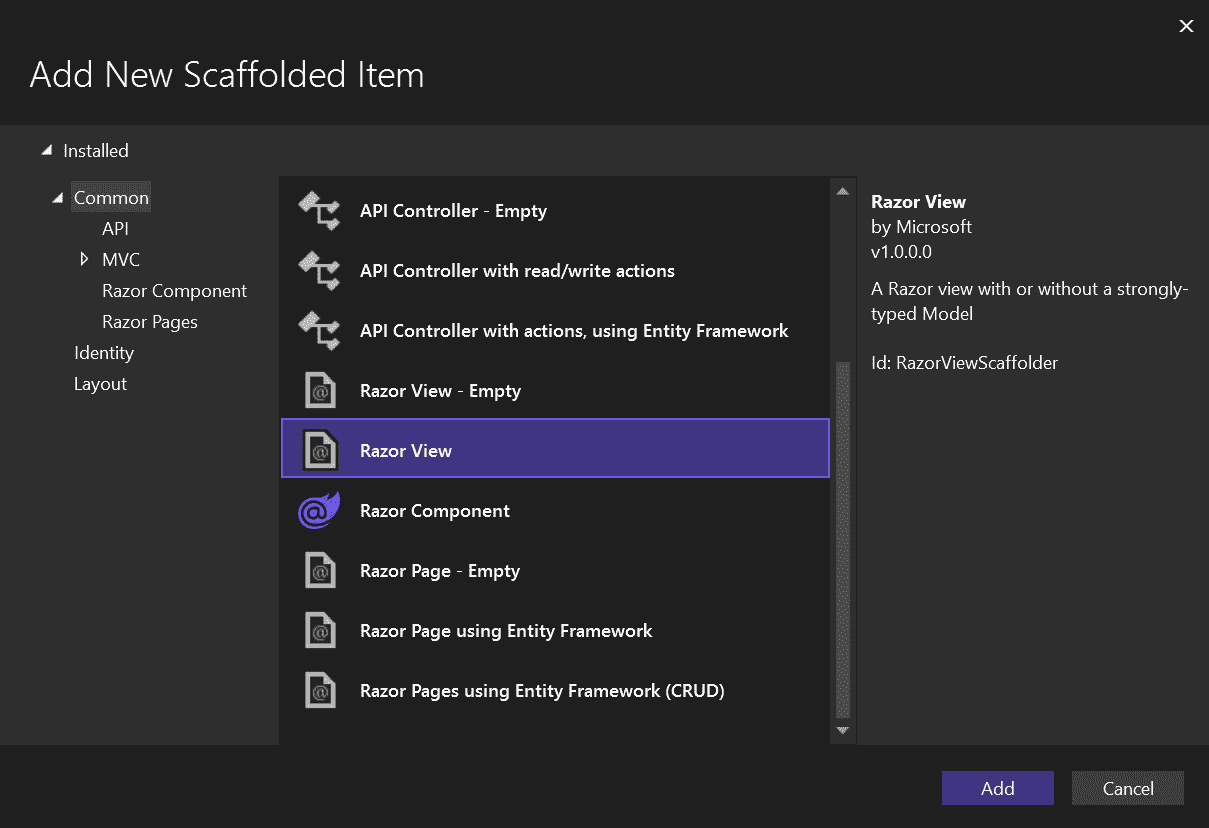 Add New Scaffolded Item
Installed
Common
API
MVC
Razor Component
Razor Pages
Identity
Layout
API Controller - Empty
API Controller with read/write actions
API Controller with actions, using Entity Framework
Razor View - Empty
Razor View
Razor Component
Razor Page - Empty
Razor Page using Entity Framework
Razor Pages using Entity Framework (CRUD)
Razor View
by Microsoft
v1.0.0.0
A Razor view with or without a strongly-
typed Model
Id: RazorViewScaffolder
Add
Cancel